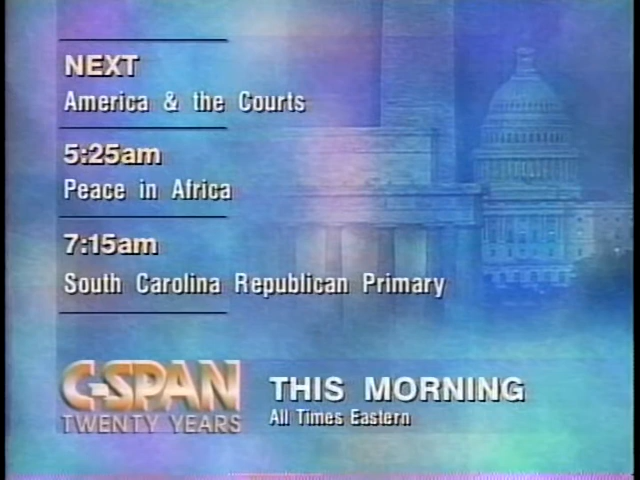 NEXT
America & the Courts
5:25am
Peace in Africa
7:15am
South Carolina Republican Primary
C-SPAN
TWENTY YEARS
THIS MORNING
All Times Eastern